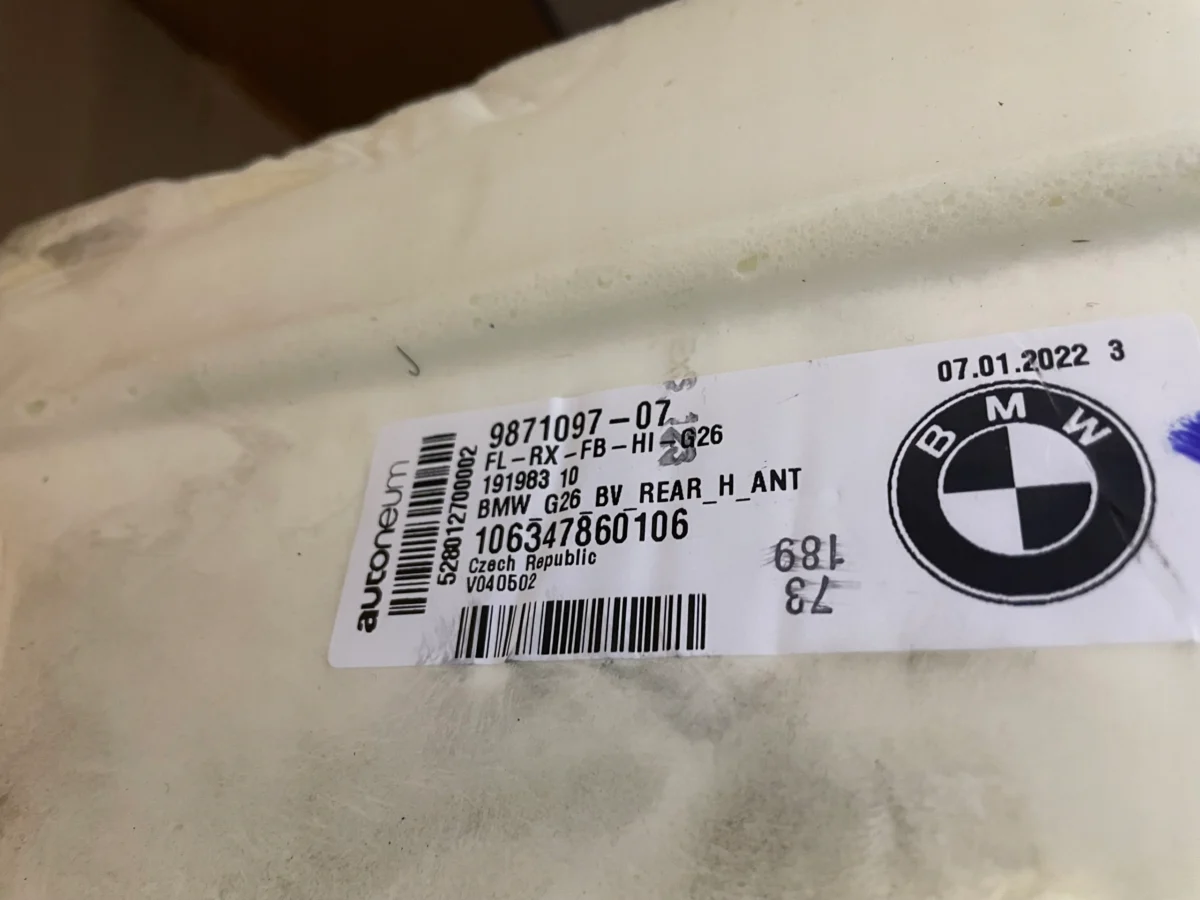 07.01.2022 3
BMW
autoneum
5280127000002
9871097-07
FL-RX-FB-HI-G26
191983 10
BMW_G26_BV_REAR_H_ANT
106347860106
Czech Republic
V040502
189
73